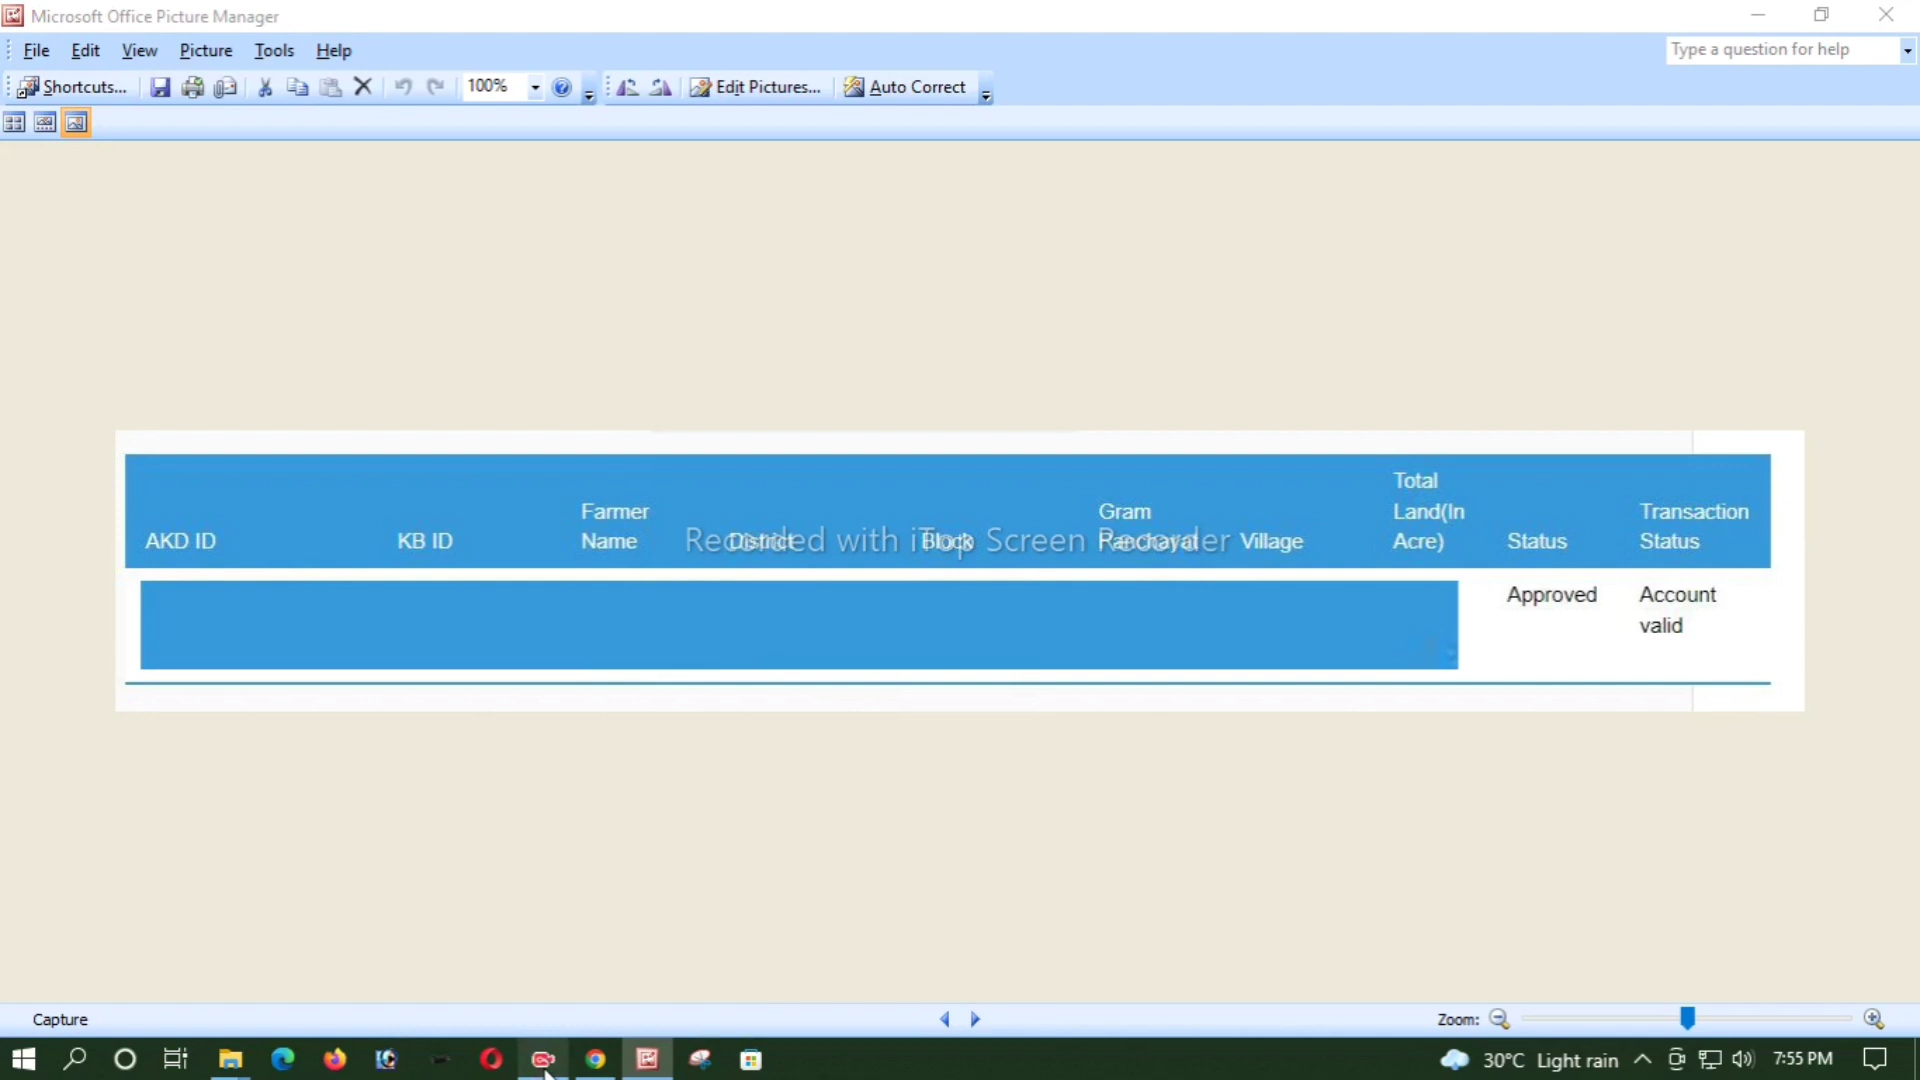 Microsoft Office Picture Manager
File Edit View Picture Tools Help
Type a question for help
Shortcuts... 100% Edit Pictures... Auto Correct
AKD ID KB ID Farmer Name District Block Gram Panchayat Village Total Land(In Acre) Status Transaction Status
Recorded with iTop Screen Recorder
Approved Account valid
Capture
Zoom:
30°C Light rain 7:55 PM